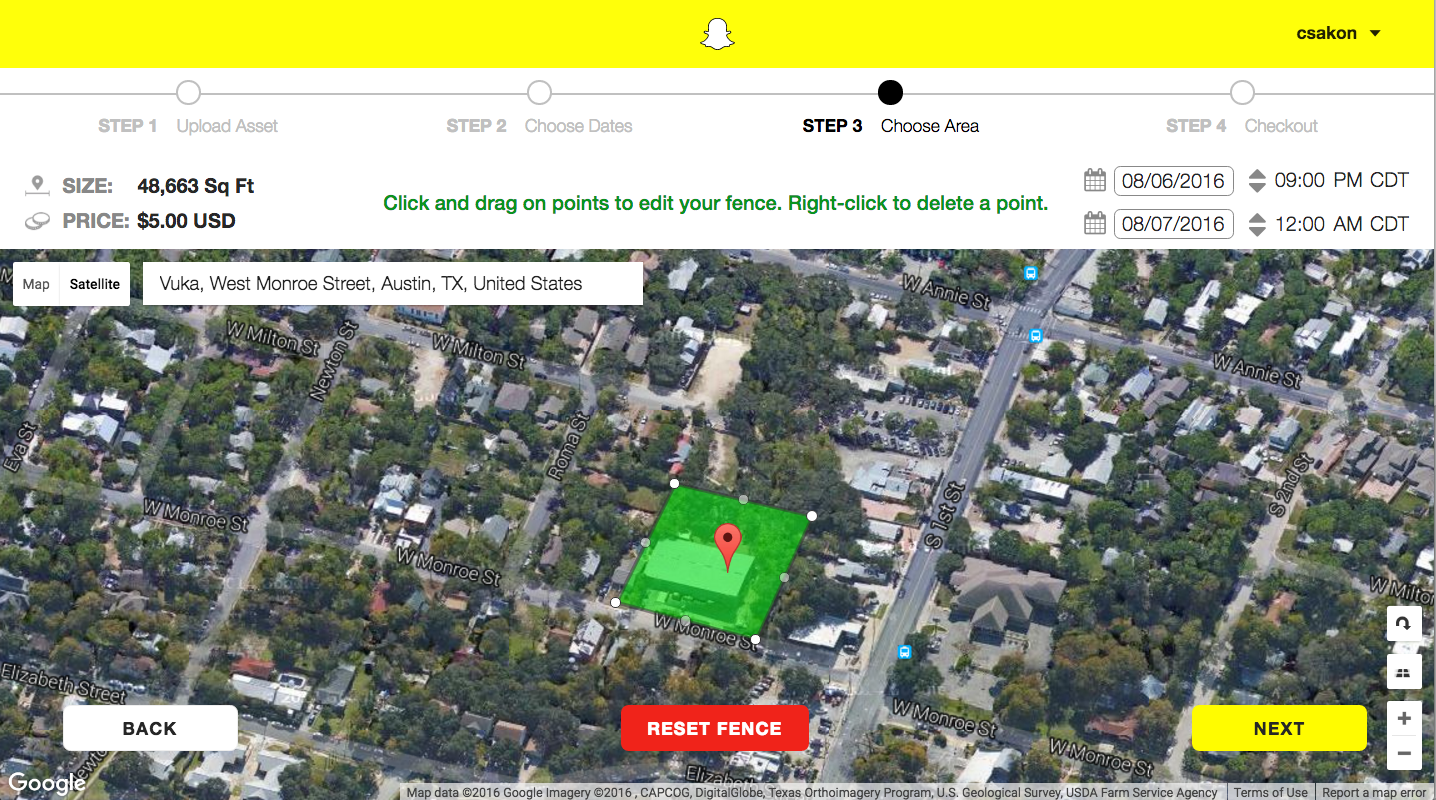 csakon
STEP 1 Upload Asset
STEP 2 Choose Dates
STEP 3 Choose Area
STEP 4 Checkout
SIZE: 48,663 Sq Ft
PRICE: $5.00 USD
Click and drag on points to edit your fence. Right-click to delete a point.
08/06/2016 09:00 PM CDT
08/07/2016 12:00 AM CDT
Map Satellite
Vuka, West Monroe Street, Austin, TX, United States
W Annie St
W Milton St
Newton St
W Milton St
W Annie St
Eva St
Roma St
S 2nd St
W Monroe St
S 1st St
W Monroe St
W Milton
W Monroe St
Elizabeth Street
W Monroe St
W Monroe St
BACK
RESET FENCE
NEXT
Newto
Elizab
Google
Map data ©2016 Google Imagery ©2016 , CAPCOG, DigitalGlobe, Texas Orthoimagery Program, U.S. Geological Survey, USDA Farm Service Agency
Terms of Use
Report a map error